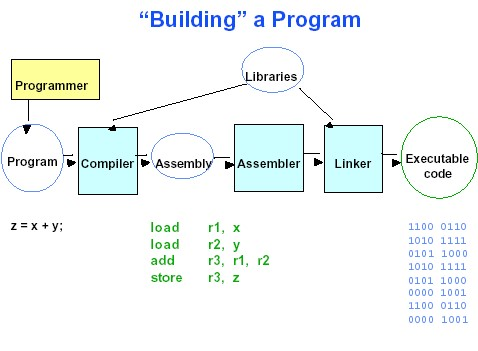 “Building” a Program
Programmer
Libraries
Program
Compiler
Assembly
Assembler
Linker
Executable
code
z = x + y;
load r1, x
load r2, y
add r3, r1, r2
store r3, z
1100 0110
1010 1111
0101 1000
1010 1111
0101 1000
0000 1001
1100 0110
0000 1001